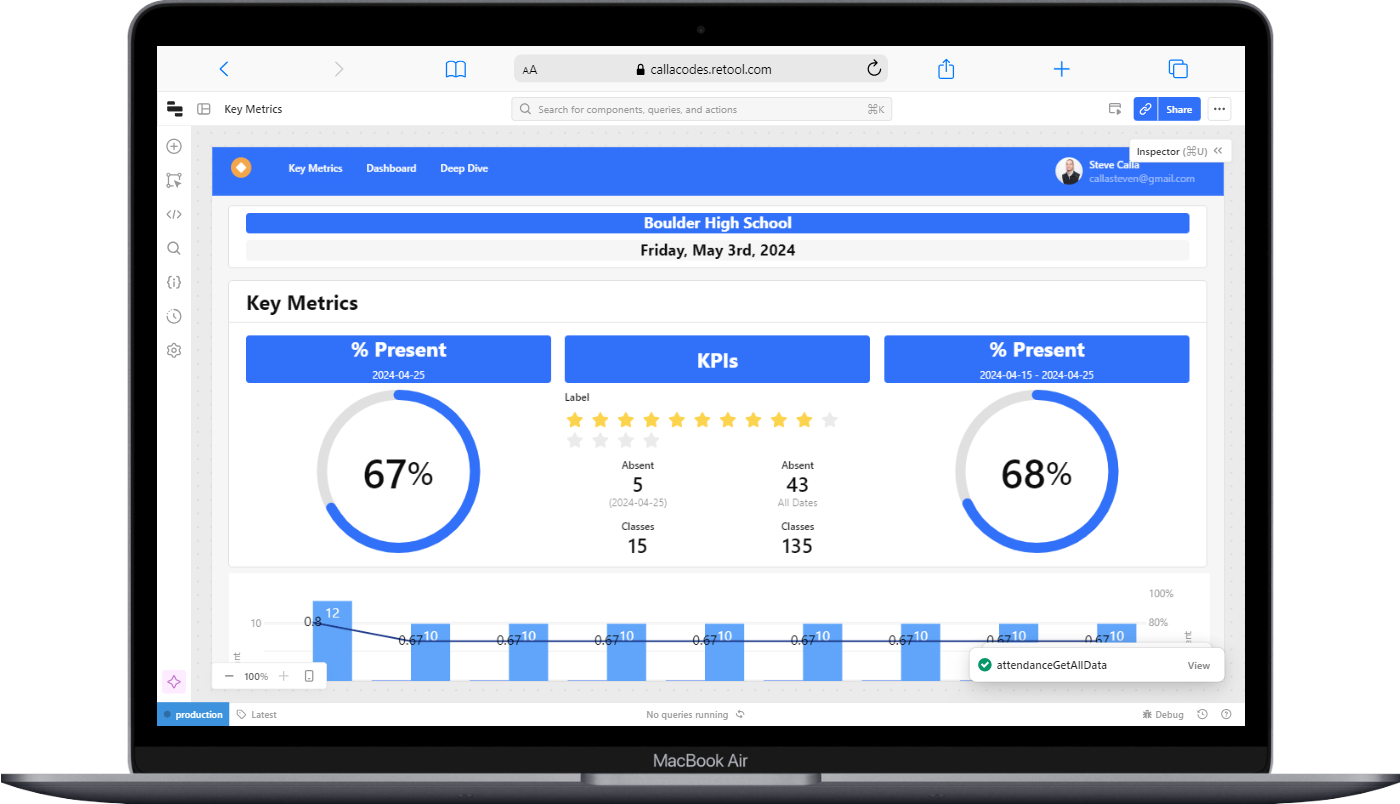 AA callacodes.retool.com
Key Metrics
Search for components, queries, and actions ⌘K
Share
Inspector (⌘U)
Key Metrics Dashboard Deep Dive
Steve Calla
callasteven@gmail.com
Boulder High School
Friday, May 3rd, 2024
Key Metrics
% Present
2024-04-25
KPIs
% Present
2024-04-15 - 2024-04-25
Label
67%
Absent
5
(2024-04-25)
Absent
43
All Dates
Classes
15
Classes
135
68%
100%
10
80%
12
0.8
0.67 10
0.67 10
0.67 10
0.67 10
0.67 10
0.67 10
0.67 10
0.67 10
attendanceGetAllData View
100%
production Latest No queries running Debug
MacBook Air